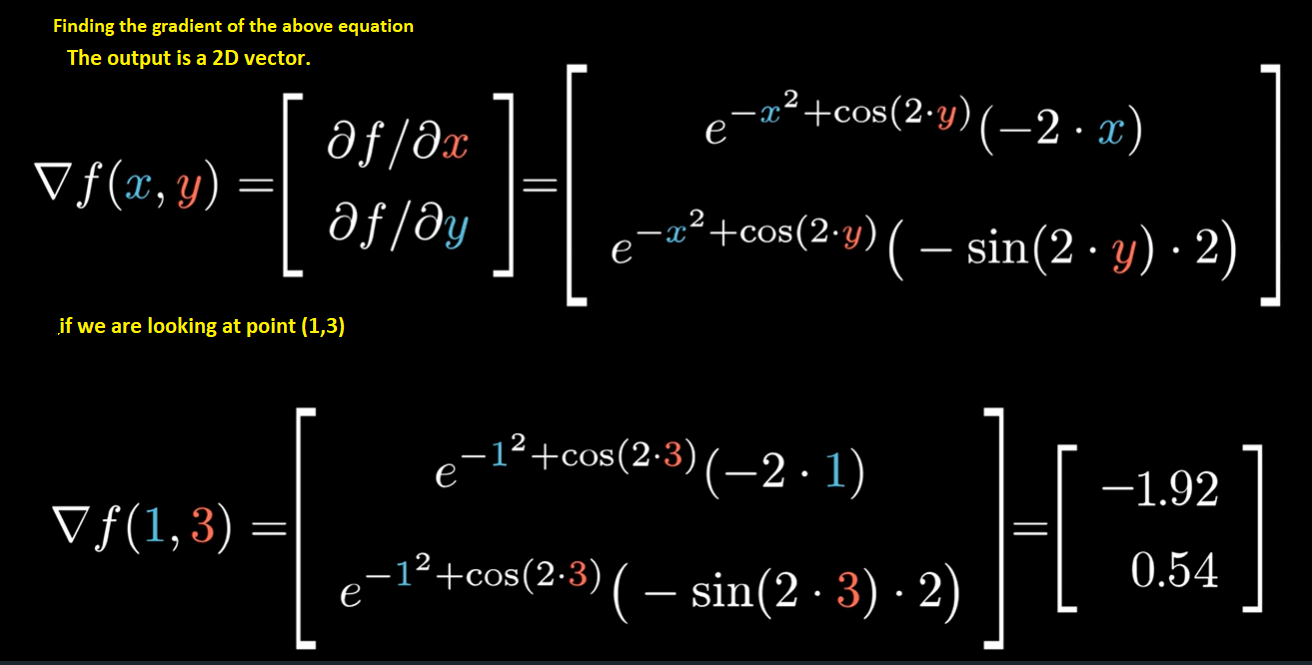 Finding the gradient of the above equation
The output is a 2D vector.
∇f(x, y) = [ ∂f/∂x ; ∂f/∂y ] = [ e^{−x²+cos(2·y)}(−2 · x) ; e^{−x²+cos(2·y)}(− sin(2 · y) · 2) ]
.if we are looking at point (1,3)
∇f(1, 3) = [ e^{−1²+cos(2·3)}(−2 · 1) ; e^{−1²+cos(2·3)}(− sin(2 · 3) · 2) ] = [ −1.92 ; 0.54 ]